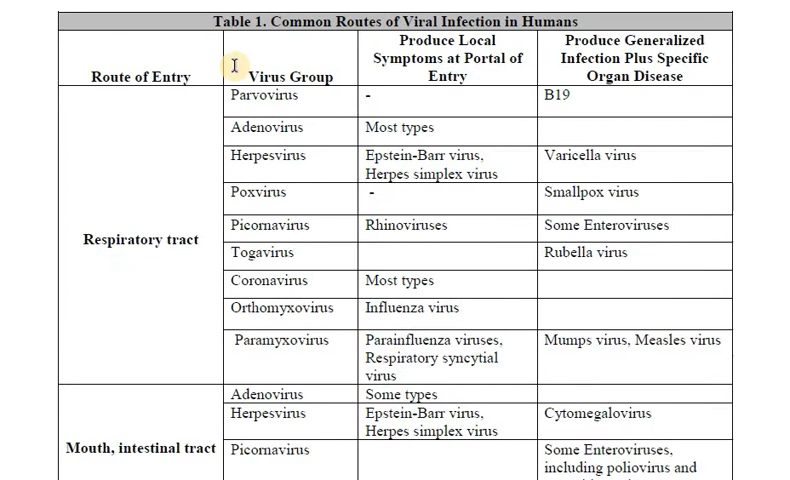 Table 1. Common Routes of Viral Infection in Humans
Route of Entry
Virus Group
Produce Local
Symptoms at Portal of
Entry
Produce Generalized
Infection Plus Specific
Organ Disease
Respiratory tract
Parvovirus
-
B19
Adenovirus
Most types
Herpesvirus
Epstein-Barr virus,
Herpes simplex virus
Varicella virus
Poxvirus
-
Smallpox virus
Picornavirus
Rhinoviruses
Some Enteroviruses
Togavirus
Rubella virus
Coronavirus
Most types
Orthomyxovirus
Influenza virus
Paramyxovirus
Parainfluenza viruses,
Respiratory syncytial
virus
Mumps virus, Measles virus
Mouth, intestinal tract
Adenovirus
Some types
Herpesvirus
Epstein-Barr virus,
Herpes simplex virus
Cytomegalovirus
Picornavirus
Some Enteroviruses,
including poliovirus and